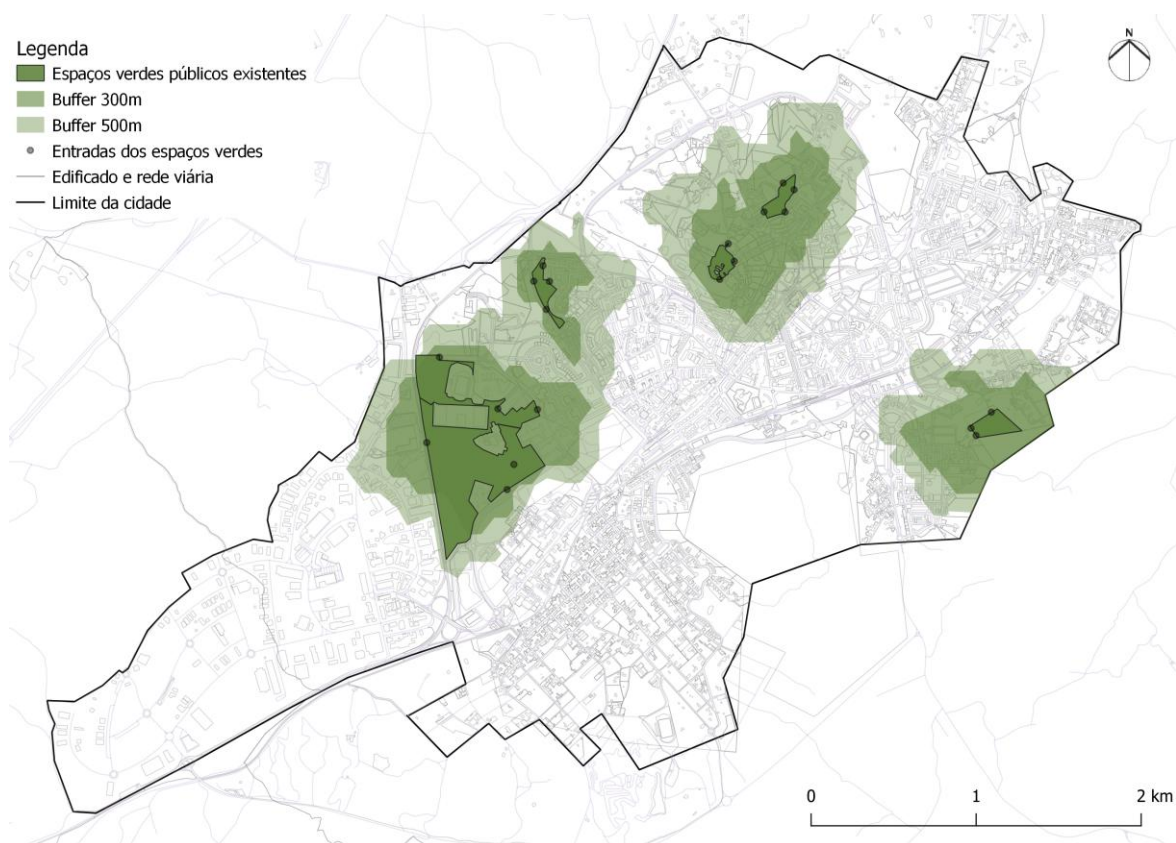 Legenda
Espaços verdes públicos existentes
Buffer 300m
Buffer 500m
Entradas dos espaços verdes
Edificado e rede viária
Limite da cidade
N
0 1 2 km